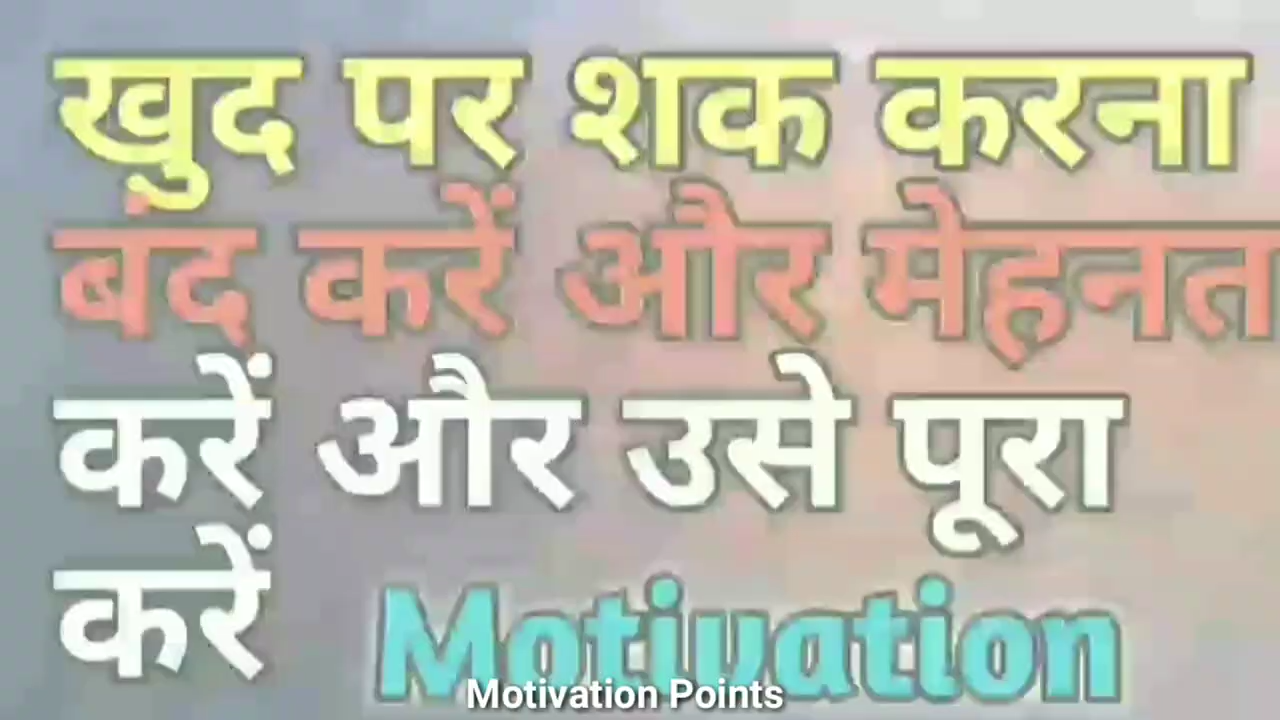 खुद पर शक करना
बंद करें और मेहनत
करें और उसे पूरा
करें
Motivation
Motivation Points